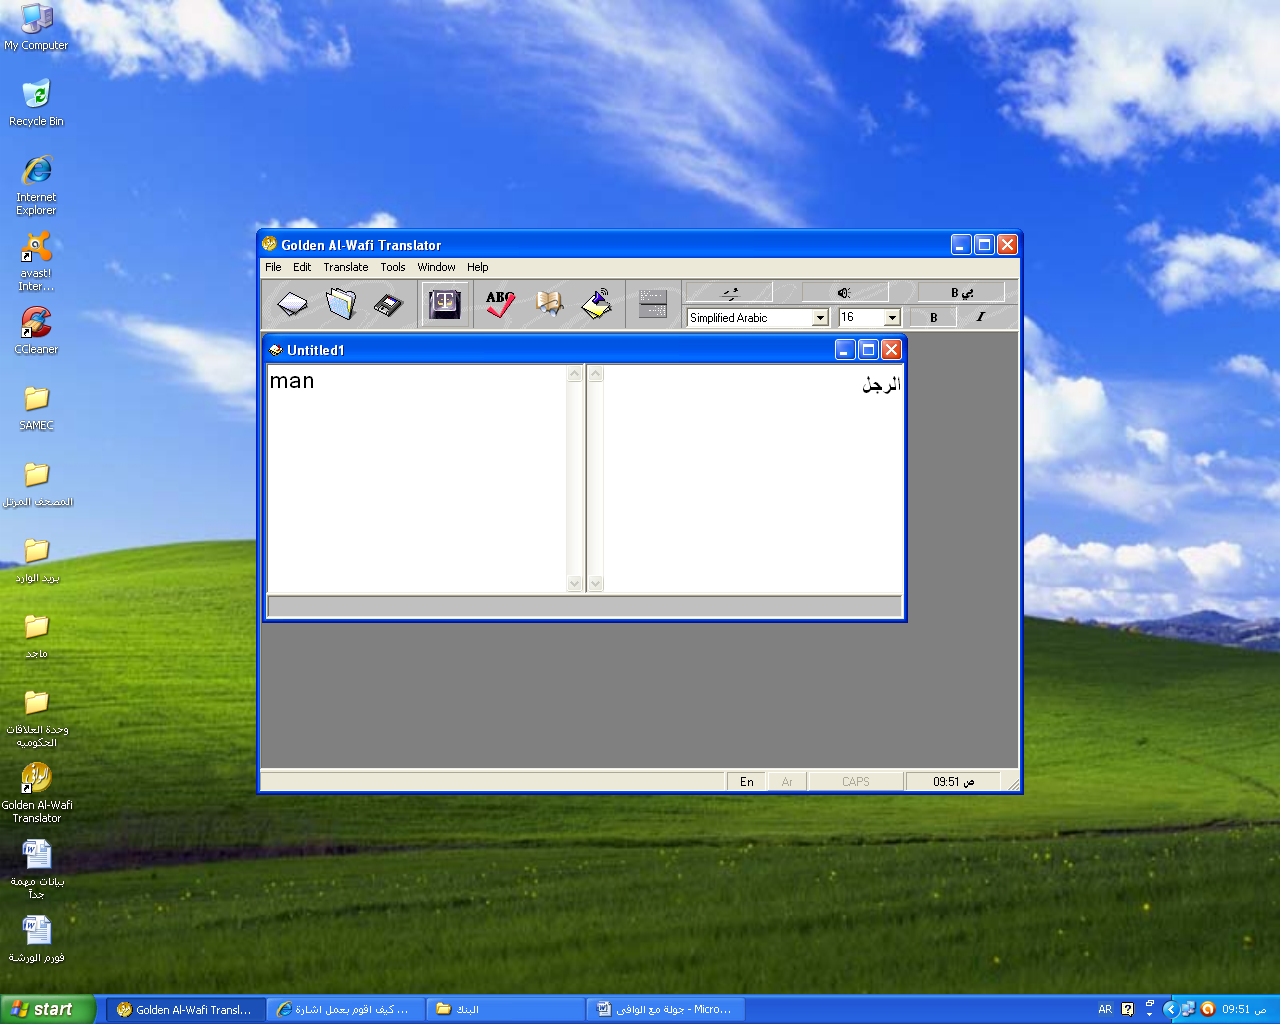 My Computer
Recycle Bin
Internet
Explorer
avast!
Inter...
CCleaner
SAMEC
المصحف المرتل
بريد الوارد
ماجد
وحدة العلاقات
الحكوميه
Golden Al-Wafi
Translator
بيانات مهمة
جداً
فورم الورشة
Golden Al-Wafi Translator
File Edit Translate Tools Window Help
ABC
B بي
Simplified Arabic 16 B I
Untitled1
man
الرجل
En Ar CAPS 09:51 ص
start
Golden Al-Wafi Transl...
كيف اقوم بعمل اشارة ...
البنك
جولة مع الوافي - Micro...
AR
09:51 ص